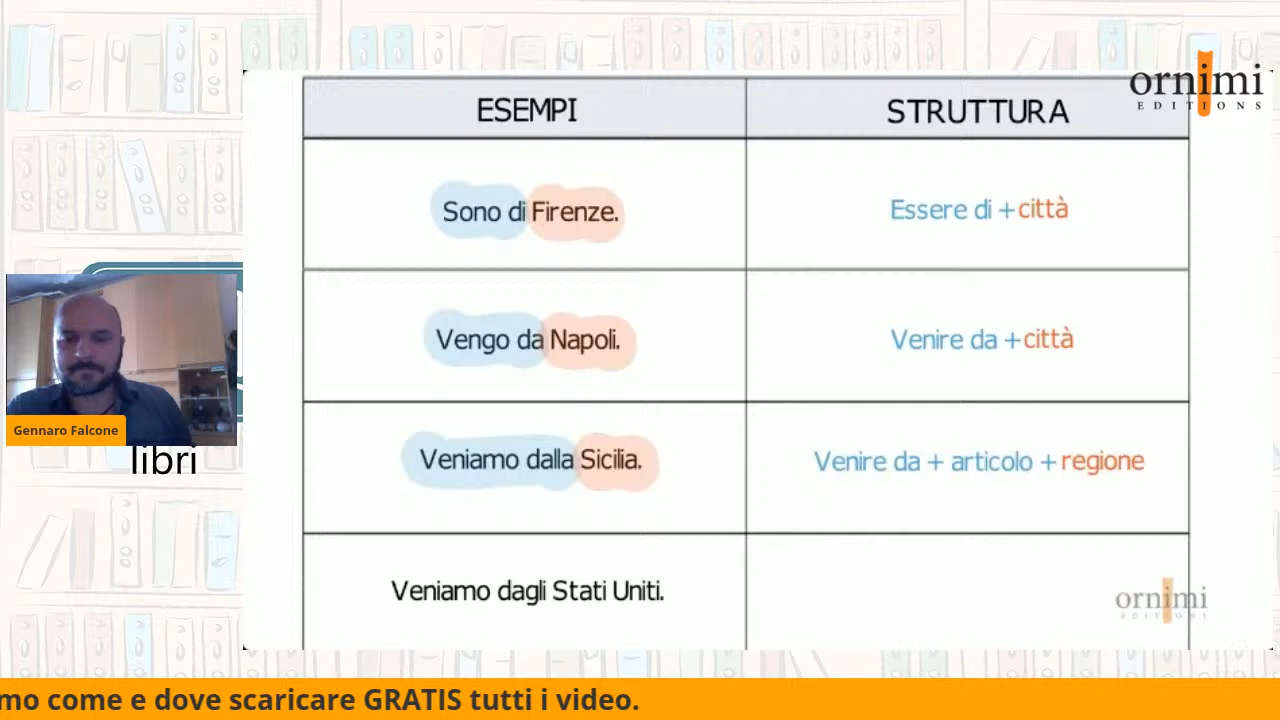 ornimi
EDITIONS
ESEMPI
STRUTTURA
Sono di Firenze.
Essere di + città
Vengo da Napoli.
Venire da + città
Veniamo dalla Sicilia.
Venire da + articolo + regione
Veniamo dagli Stati Uniti.
ornimi
EDITIONS
Gennaro Falcone
libri
mo come e dove scaricare GRATIS tutti i video.